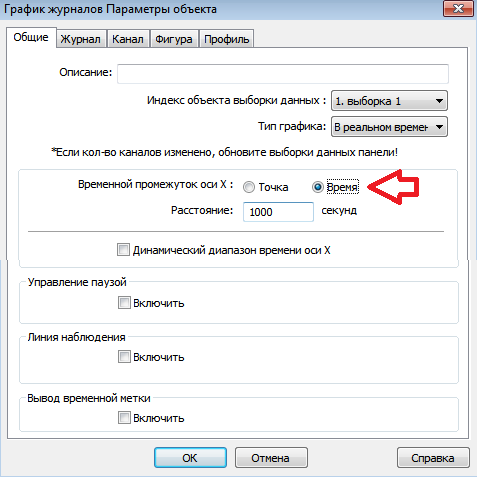 График журналов Параметры объекта
Общие Журнал Канал Фигура Профиль
Описание:
Индекс объекта выборки данных : 1. выборка 1
Тип графика: В реальном времен
*Если кол-во каналов изменено, обновите выборки данных панели!
Временной промежуток оси X : Точка Время
Расстояние: 1000 секунд
Динамический диапазон времени оси X
Управление паузой
Включить
Линия наблюдения
Включить
Вывод временной метки
Включить
OK Отмена Справка